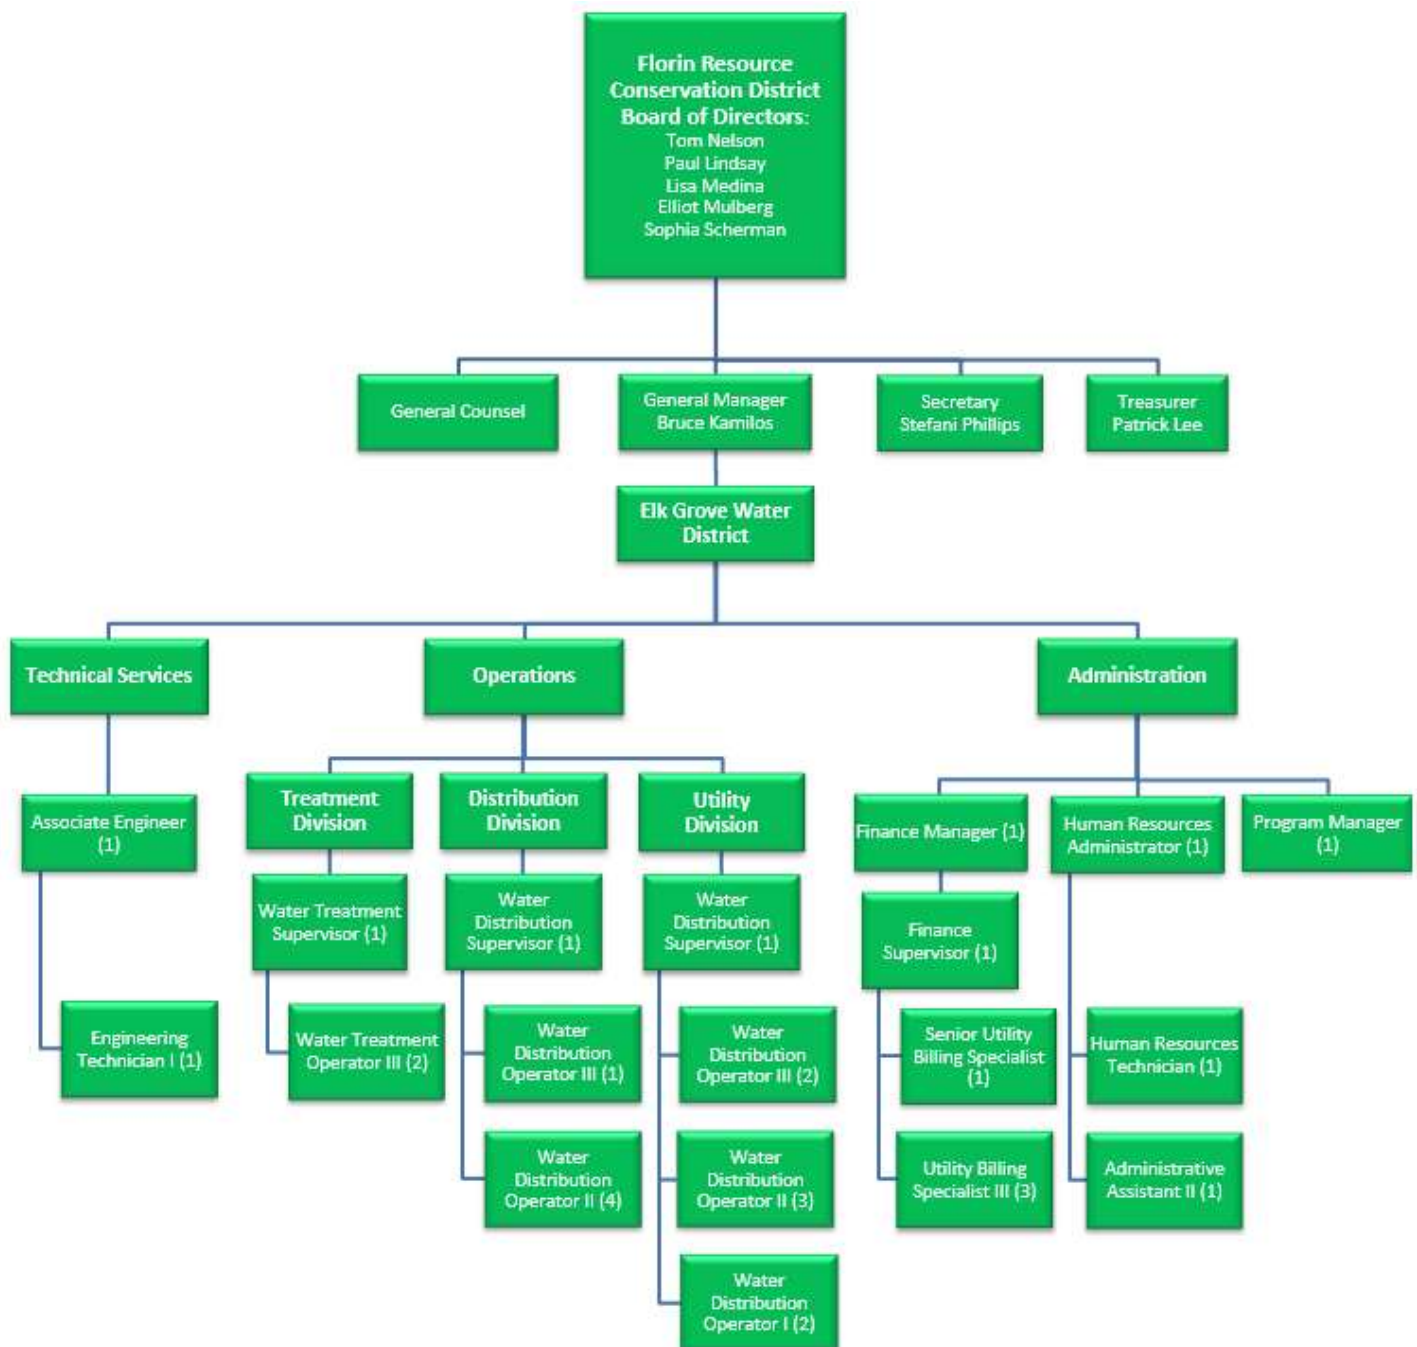 Florin Resource
Conservation District
Board of Directors:
Tom Nelson
Paul Lindsay
Lisa Medina
Elliot Mulberg
Sophia Scherman
General Counsel
General Manager
Bruce Kamilos
Secretary
Stefani Phillips
Treasurer
Patrick Lee
Elk Grove Water
District
Technical Services
Operations
Administration
Associate Engineer
(1)
Engineering
Technician I (1)
Treatment
Division
Water Treatment
Supervisor (1)
Water Treatment
Operator III (2)
Distribution
Division
Water
Distribution
Supervisor (1)
Water
Distribution
Operator III (1)
Water
Distribution
Operator II (4)
Utility
Division
Water
Distribution
Supervisor (1)
Water
Distribution
Operator III (2)
Water
Distribution
Operator II (3)
Water
Distribution
Operator I (2)
Finance Manager (1)
Finance
Supervisor (1)
Senior Utility
Billing Specialist
(1)
Utility Billing
Specialist III (3)
Human Resources
Administrator (1)
Human Resources
Technician (1)
Administrative
Assistant II (1)
Program Manager
(1)